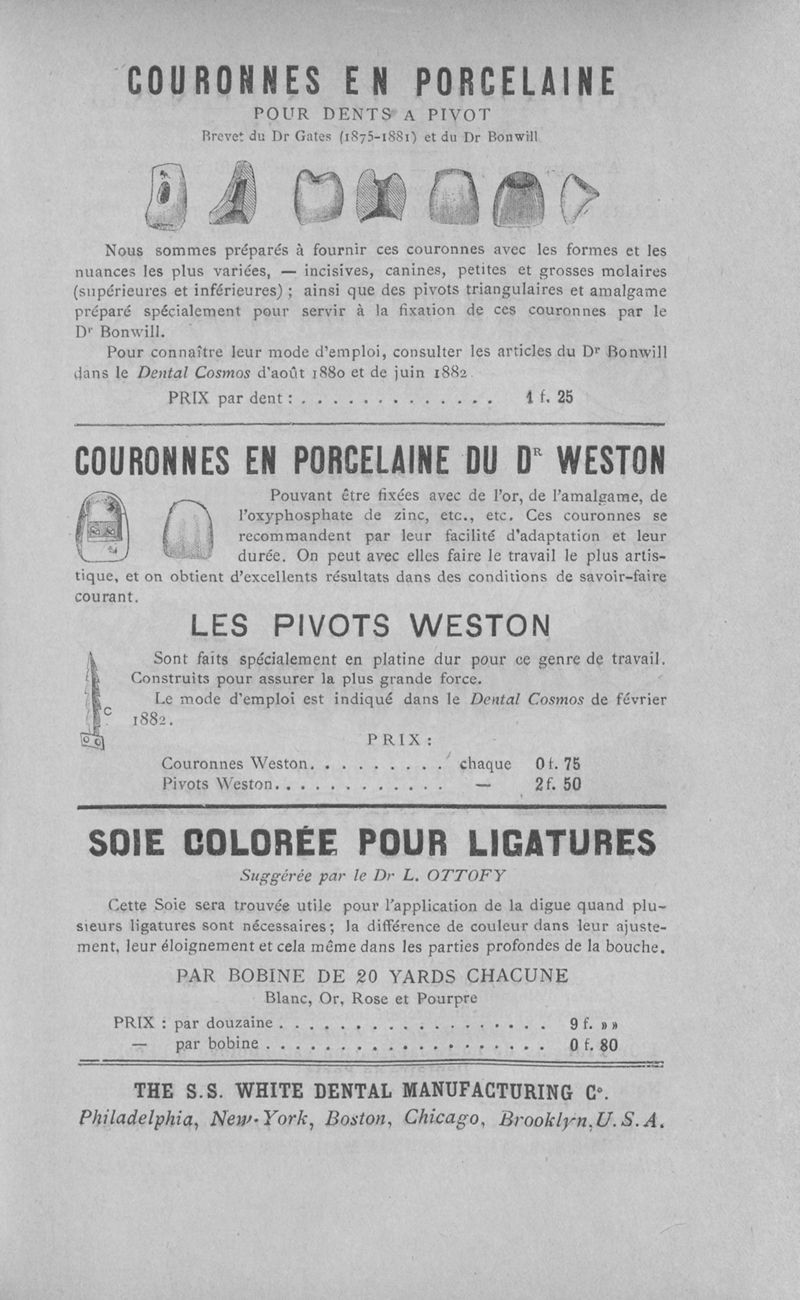 COURONNES EN PORCELAINE
POUR DENTS A PIVOT
Brevet du Dr Gates (1875-1881) et du Dr Bonwill
Nous sommes préparés à fournir ces couronnes avec les formes et les
nuances les plus variées, — incisives, canines, petites et grosses molaires
(supérieures et inférieures) ; ainsi que des pivots triangulaires et amalgame
préparé spécialement pour servir à la fixation de ces couronnes par le
Dr Bonwill.
Pour connaître leur mode d'emploi, consulter les articles du Dr Bonwill
dans le Dental Cosmos d'août 1880 et de juin 1882.
PRIX par dent : . . . . . . . . . . . . . 1 f. 25
COURONNES EN PORCELAINE DU DR WESTON
Pouvant être fixées avec de l'or, de l'amalgame, de
l'oxyphosphate de zinc, etc., etc. Ces couronnes se
recommandent par leur facilité d'adaptation et leur
durée. On peut avec elles faire le travail le plus artis-
tique, et on obtient d'excellents résultats dans des conditions de savoir-faire
courant.
LES PIVOTS WESTON
Sont faits spécialement en platine dur pour ce genre de travail.
Construits pour assurer la plus grande force.
Le mode d'emploi est indiqué dans le Dental Cosmos de février
C
1882.
PRIX :
Couronnes Weston. . . . . . . . . . chaque 0 f. 75
Pivots Weston. . . . . . . . . . . . — 2 f. 50
SOIE COLORÉE POUR LIGATURES
Suggérée par le Dr L. OTTOFY
Cette Soie sera trouvée utile pour l'application de la digue quand plu-
sieurs ligatures sont nécessaires; la différence de couleur dans leur ajuste-
ment, leur éloignement et cela même dans les parties profondes de la bouche.
PAR BOBINE DE 20 YARDS CHACUNE
Blanc, Or, Rose et Pourpre
PRIX : par douzaine . . . . . . . . . . . . . . . . . . 9 f. » »
— par bobine . . . . . . . . . . . . . . . . . . . 0 f. 80
THE S.S. WHITE DENTAL MANUFACTURING Co.
Philadelphia, New-York, Boston, Chicago, Brooklyn, U.S.A.